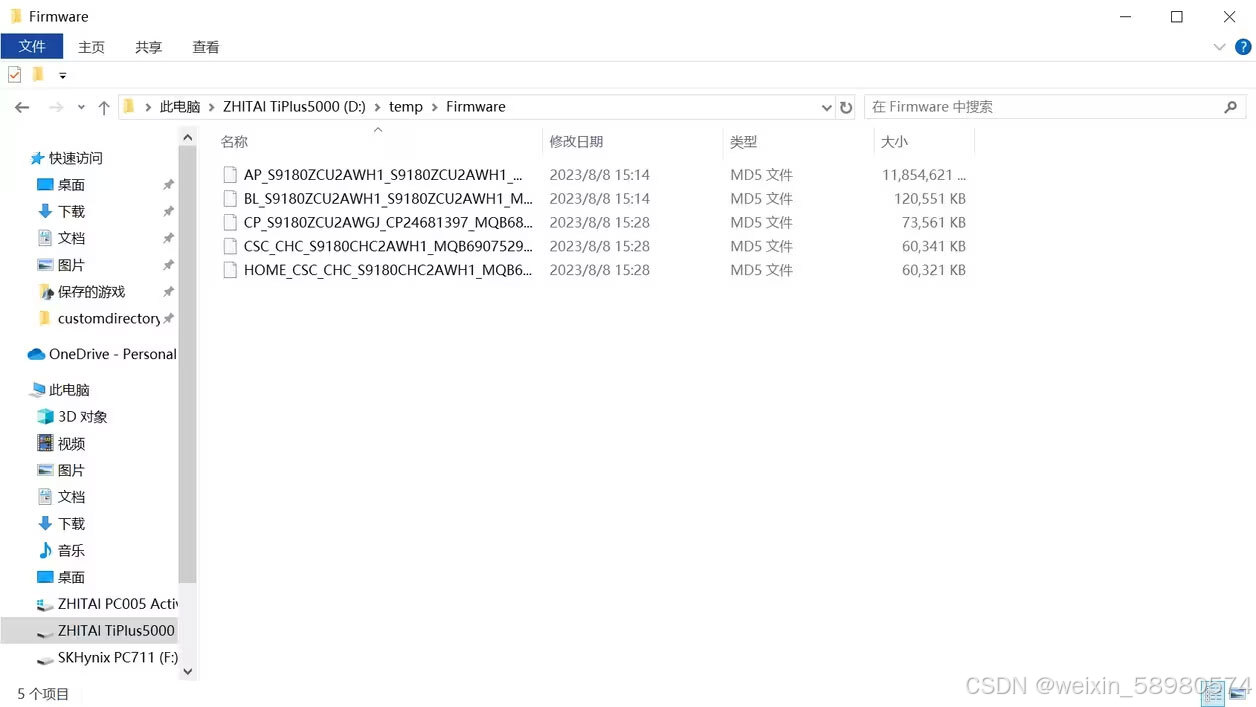 Firmware
文件 主页 共享 查看
此电脑 ZHITAI TiPlus5000 (D:) temp Firmware 在 Firmware 中搜索
名称 修改日期 类型 大小
AP_S9180ZCU2AWH1_S9180ZCU2AWH1_... 2023/8/8 15:14 MD5 文件 11,854,621 ...
BL_S9180ZCU2AWH1_S9180ZCU2AWH1_M... 2023/8/8 15:14 MD5 文件 120,551 KB
CP_S9180ZCU2AWGJ_CP24681397_MQB68... 2023/8/8 15:28 MD5 文件 73,561 KB
CSC_CHC_S9180CHC2AWH1_MQB6907529... 2023/8/8 15:28 MD5 文件 60,341 KB
HOME_CSC_CHC_S9180CHC2AWH1_MQB6... 2023/8/8 15:28 MD5 文件 60,321 KB
快速访问
桌面
下载
文档
图片
保存的游戏
customdirectory
OneDrive - Personal
此电脑
3D 对象
视频
图片
文档
下载
音乐
桌面
ZHITAI PC005 Activ
ZHITAI TiPlus5000
SKHynix PC711 (F:)
5 个项目
CSDN @weixin_58980574